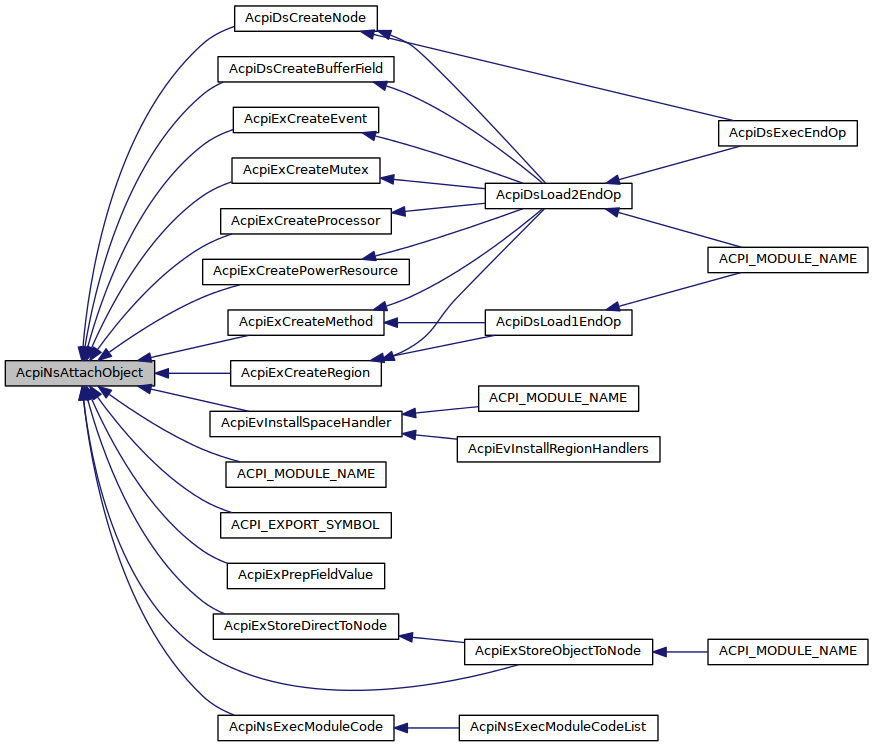 AcpiDsCreateNode
AcpiDsCreateBufferField
AcpiExCreateEvent
AcpiDsExecEndOp
AcpiExCreateMutex
AcpiDsLoad2EndOp
AcpiExCreateProcessor
ACPI_MODULE_NAME
AcpiExCreatePowerResource
AcpiExCreateMethod
AcpiDsLoad1EndOp
AcpiNsAttachObject
AcpiExCreateRegion
ACPI_MODULE_NAME
AcpiEvInstallSpaceHandler
AcpiEvInstallRegionHandlers
ACPI_MODULE_NAME
ACPI_EXPORT_SYMBOL
AcpiExPrepFieldValue
AcpiExStoreDirectToNode
AcpiExStoreObjectToNode
ACPI_MODULE_NAME
AcpiNsExecModuleCode
AcpiNsExecModuleCodeList